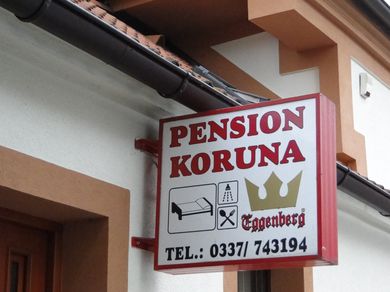 PENSION
KORUNA
Eggenberg
TEL.: 0337/ 743194